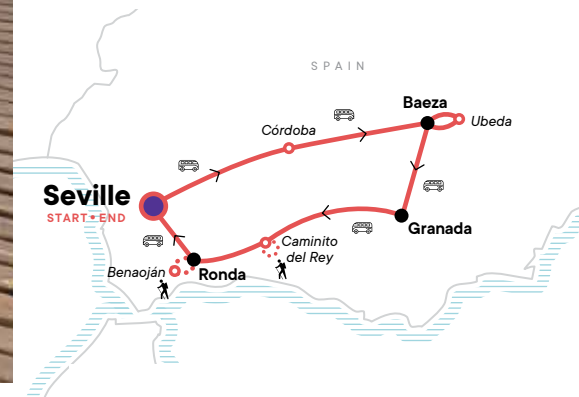 SPAIN
Baeza
Ubeda
Córdoba
Seville
START•END
Granada
Caminito
del Rey
Benaoján
Ronda